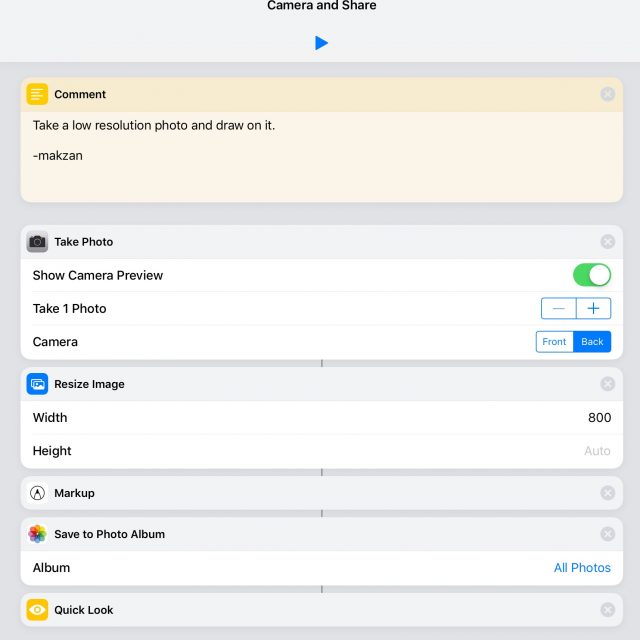 Camera and Share
Comment
Take a low resolution photo and draw on it.
-makzan
Take Photo
Show Camera Preview
Take 1 Photo
Camera Front Back
Resize Image
Width 800
Height Auto
Markup
Save to Photo Album
Album All Photos
Quick Look